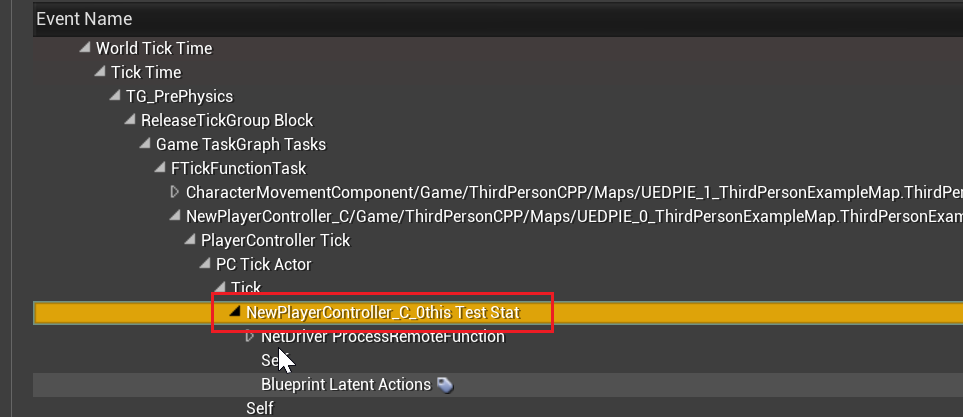 Event Name
World Tick Time
Tick Time
TG_PrePhysics
ReleaseTickGroup Block
Game TaskGraph Tasks
FTickFunctionTask
CharacterMovementComponent/Game/ThirdPersonCPP/Maps/UEDPIE_1_ThirdPersonExampleMap.ThirdPer
NewPlayerController_C/Game/ThirdPersonCPP/Maps/UEDPIE_0_ThirdPersonExampleMap.ThirdPersonExam
PlayerController Tick
PC Tick Actor
Tick
NewPlayerController_C_0this Test Stat
NetDriver ProcessRemoteFunction
Self
Blueprint Latent Actions
Self